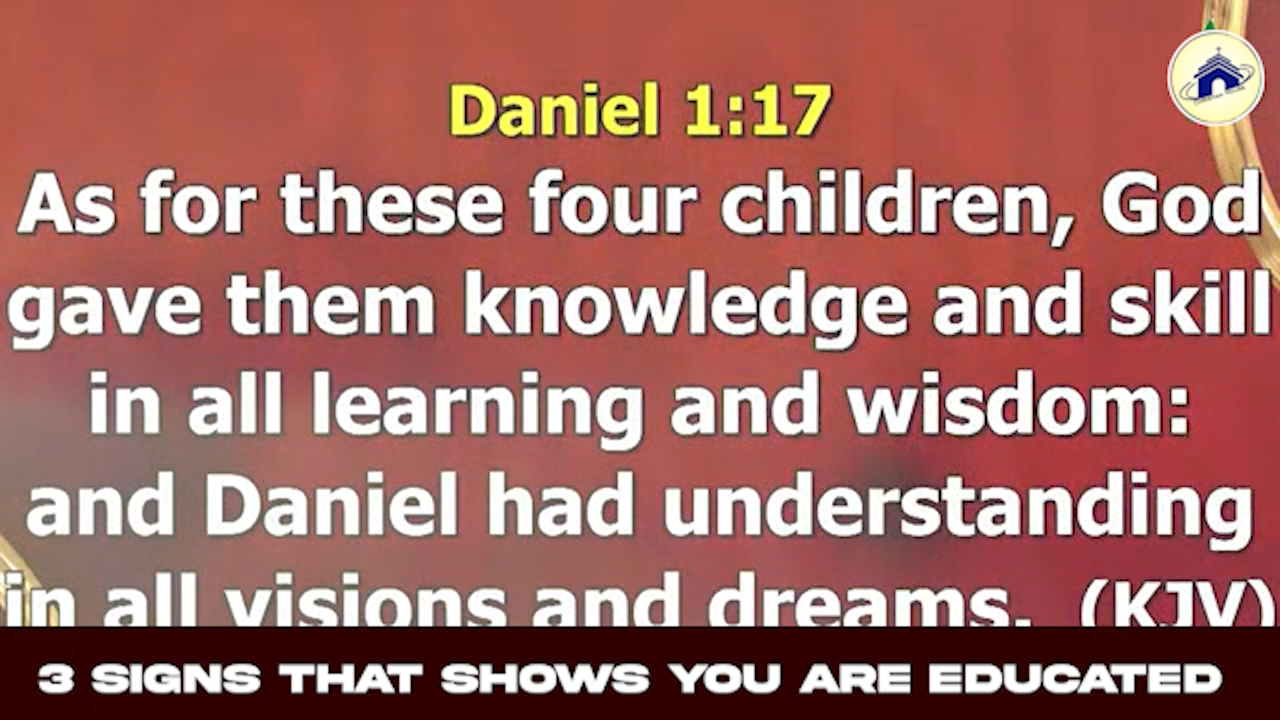 Daniel 1:17
As for these four children, God
gave them knowledge and skill
in all learning and wisdom:
and Daniel had understanding
in all visions and dreams. (KJV)
3 SIGNS THAT SHOWS YOU ARE EDUCATED